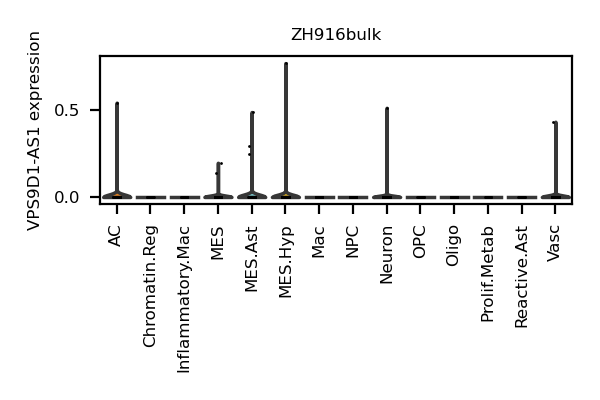 ZH916bulk
VPS9D1-AS1 expression
0.5
0.0
AC
Chromatin.Reg
Inflammatory.Mac
MES
MES.Ast
MES.Hyp
Mac
NPC
Neuron
OPC
Oligo
Prolif.Metab
Reactive.Ast
Vasc